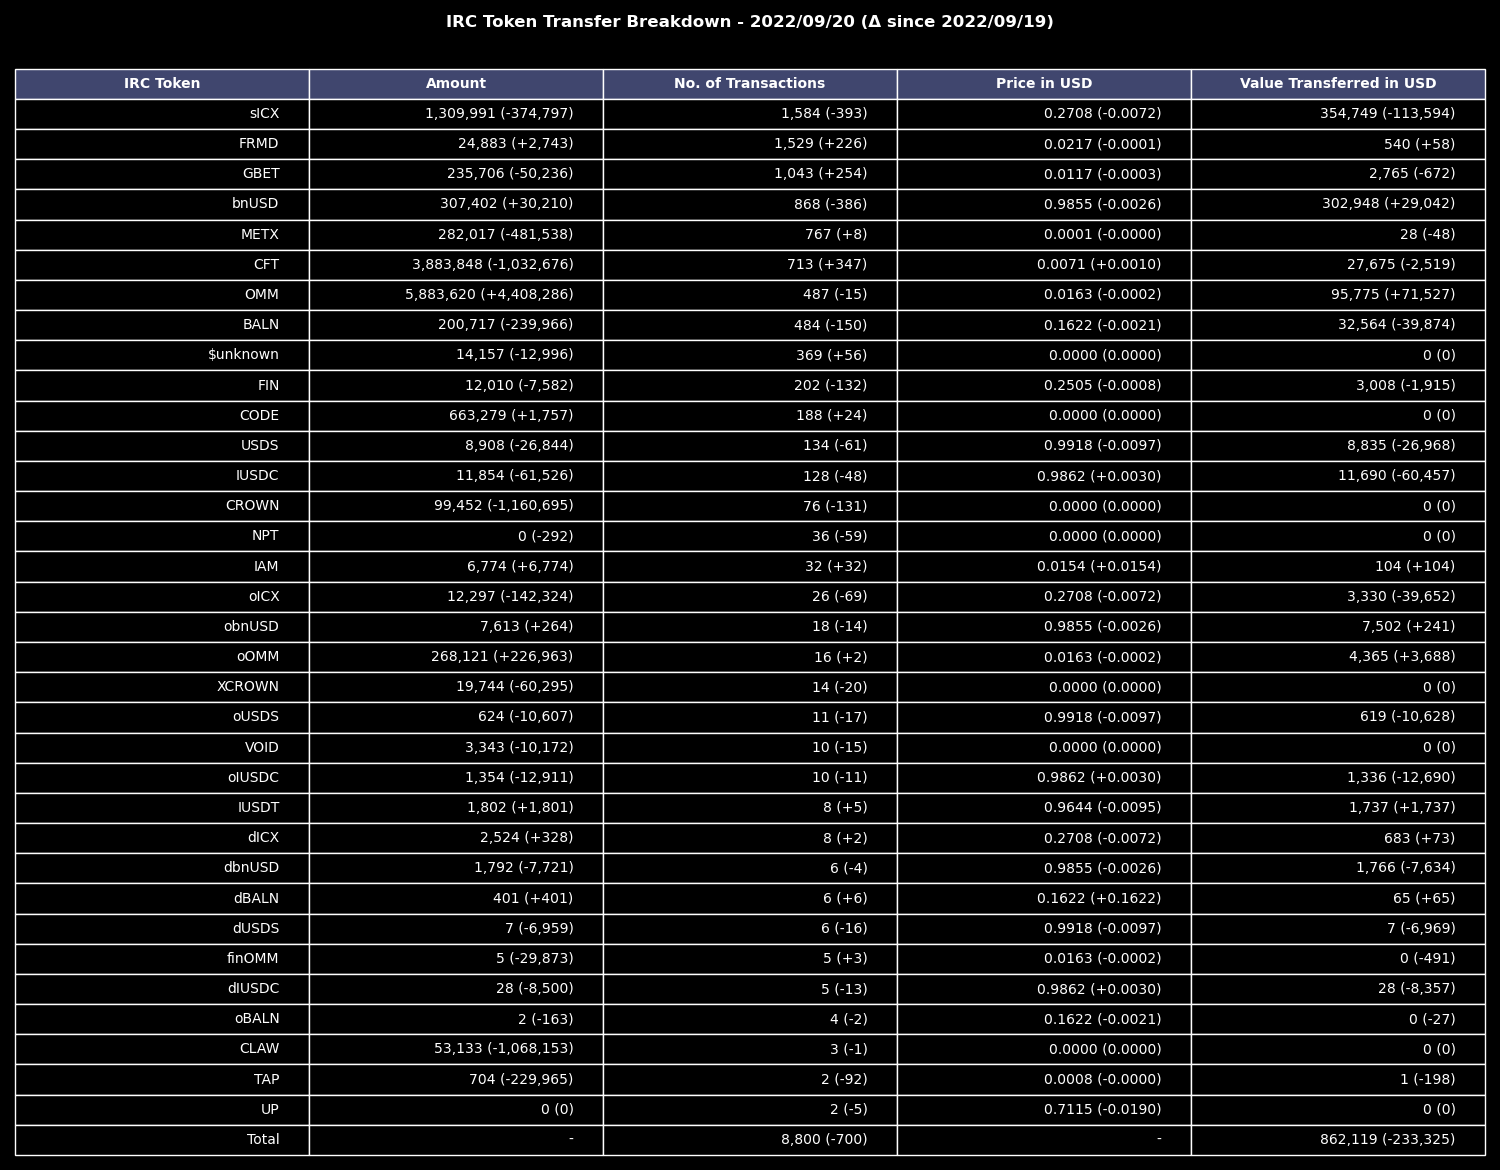 IRC Token Transfer Breakdown - 2022/09/20 (Δ since 2022/09/19)
IRC Token Amount No. of Transactions Price in USD Value Transferred in USD
sICX 1,309,991 (-374,797) 1,584 (-393) 0.2708 (-0.0072) 354,749 (-113,594)
FRMD 24,883 (+2,743) 1,529 (+226) 0.0217 (-0.0001) 540 (+58)
GBET 235,706 (-50,236) 1,043 (+254) 0.0117 (-0.0003) 2,765 (-672)
bnUSD 307,402 (+30,210) 868 (-386) 0.9855 (-0.0026) 302,948 (+29,042)
METX 282,017 (-481,538) 767 (+8) 0.0001 (-0.0000) 28 (-48)
CFT 3,883,848 (-1,032,676) 713 (+347) 0.0071 (+0.0010) 27,675 (-2,519)
OMM 5,883,620 (+4,408,286) 487 (-15) 0.0163 (-0.0002) 95,775 (+71,527)
BALN 200,717 (-239,966) 484 (-150) 0.1622 (-0.0021) 32,564 (-39,874)
$unknown 14,157 (-12,996) 369 (+56) 0.0000 (0.0000) 0 (0)
FIN 12,010 (-7,582) 202 (-132) 0.2505 (-0.0008) 3,008 (-1,915)
CODE 663,279 (+1,757) 188 (+24) 0.0000 (0.0000) 0 (0)
USDS 8,908 (-26,844) 134 (-61) 0.9918 (-0.0097) 8,835 (-26,968)
IUSDC 11,854 (-61,526) 128 (-48) 0.9862 (+0.0030) 11,690 (-60,457)
CROWN 99,452 (-1,160,695) 76 (-131) 0.0000 (0.0000) 0 (0)
NPT 0 (-292) 36 (-59) 0.0000 (0.0000) 0 (0)
IAM 6,774 (+6,774) 32 (+32) 0.0154 (+0.0154) 104 (+104)
oICX 12,297 (-142,324) 26 (-69) 0.2708 (-0.0072) 3,330 (-39,652)
obnUSD 7,613 (+264) 18 (-14) 0.9855 (-0.0026) 7,502 (+241)
oOMM 268,121 (+226,963) 16 (+2) 0.0163 (-0.0002) 4,365 (+3,688)
XCROWN 19,744 (-60,295) 14 (-20) 0.0000 (0.0000) 0 (0)
oUSDS 624 (-10,607) 11 (-17) 0.9918 (-0.0097) 619 (-10,628)
VOID 3,343 (-10,172) 10 (-15) 0.0000 (0.0000) 0 (0)
oIUSDC 1,354 (-12,911) 10 (-11) 0.9862 (+0.0030) 1,336 (-12,690)
IUSDT 1,802 (+1,801) 8 (+5) 0.9644 (-0.0095) 1,737 (+1,737)
dICX 2,524 (+328) 8 (+2) 0.2708 (-0.0072) 683 (+73)
dbnUSD 1,792 (-7,721) 6 (-4) 0.9855 (-0.0026) 1,766 (-7,634)
dBALN 401 (+401) 6 (+6) 0.1622 (+0.1622) 65 (+65)
dUSDS 7 (-6,959) 6 (-16) 0.9918 (-0.0097) 7 (-6,969)
finOMM 5 (-29,873) 5 (+3) 0.0163 (-0.0002) 0 (-491)
dIUSDC 28 (-8,500) 5 (-13) 0.9862 (+0.0030) 28 (-8,357)
oBALN 2 (-163) 4 (-2) 0.1622 (-0.0021) 0 (-27)
CLAW 53,133 (-1,068,153) 3 (-1) 0.0000 (0.0000) 0 (0)
TAP 704 (-229,965) 2 (-92) 0.0008 (-0.0000) 1 (-198)
UP 0 (0) 2 (-5) 0.7115 (-0.0190) 0 (0)
Total - 8,800 (-700) - 862,119 (-233,325)